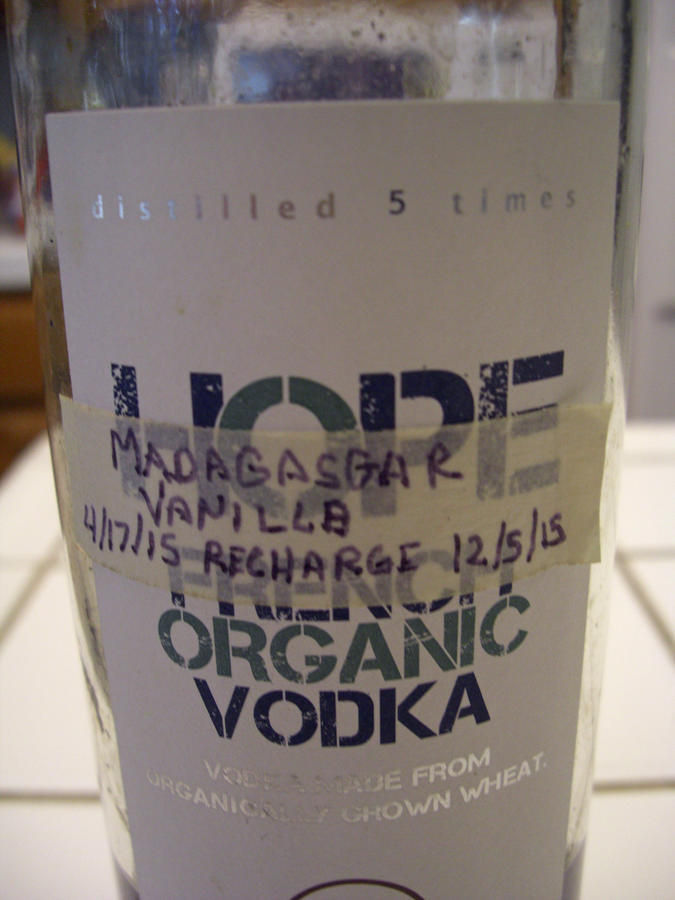 distilled 5 times
HOPE
MADAGASGAR
VANILLA
4/17/15 RECHARGE 12/5/15
FRENCH
ORGANIC
VODKA
VODKA MADE FROM
ORGANICALLY GROWN WHEAT.